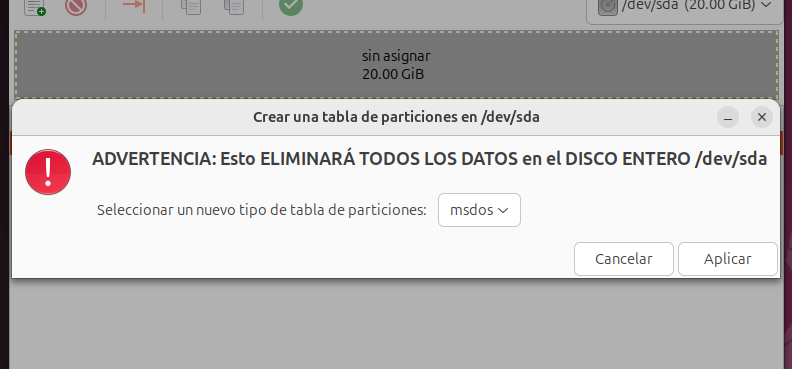 /dev/sda (20.00 GiB)
sin asignar
20.00 GiB
Crear una tabla de particiones en /dev/sda
ADVERTENCIA: Esto ELIMINARÁ TODOS LOS DATOS en el DISCO ENTERO /dev/sda
Seleccionar un nuevo tipo de tabla de particiones: msdos
Cancelar Aplicar